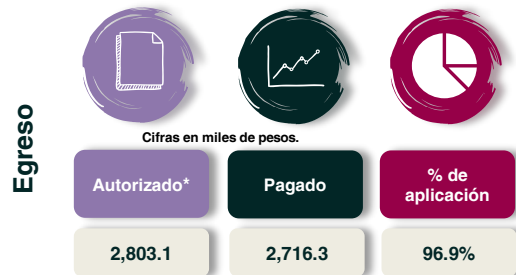 Egreso
Cifras en miles de pesos.
Autorizado*
Pagado
% de
aplicación
2,803.1
2,716.3
96.9%